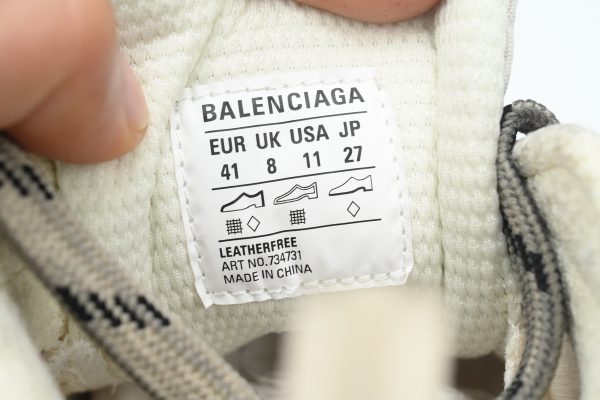 BALENCIAGA
EUR UK USA JP
41 8 11 27
LEATHERFREE
ART NO.734731
MADE IN CHINA